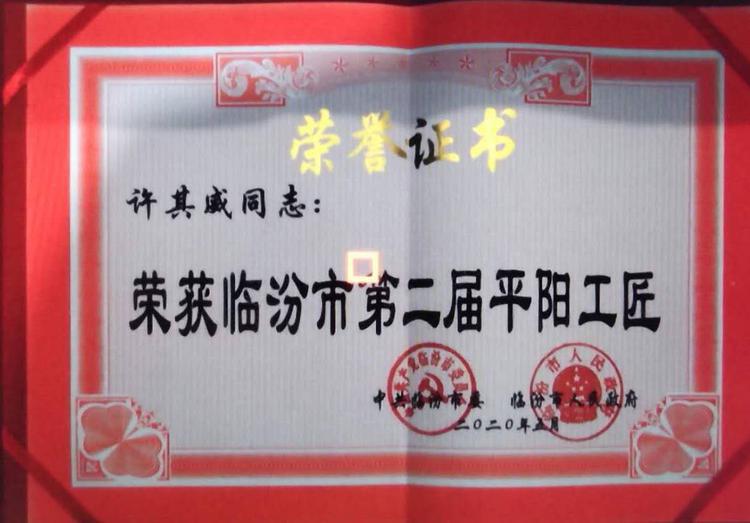 荣誉证书
许其威同志：
荣获临汾市第二届平阳工匠
中共临汾市委 临汾市人民政府
二〇二〇年五月